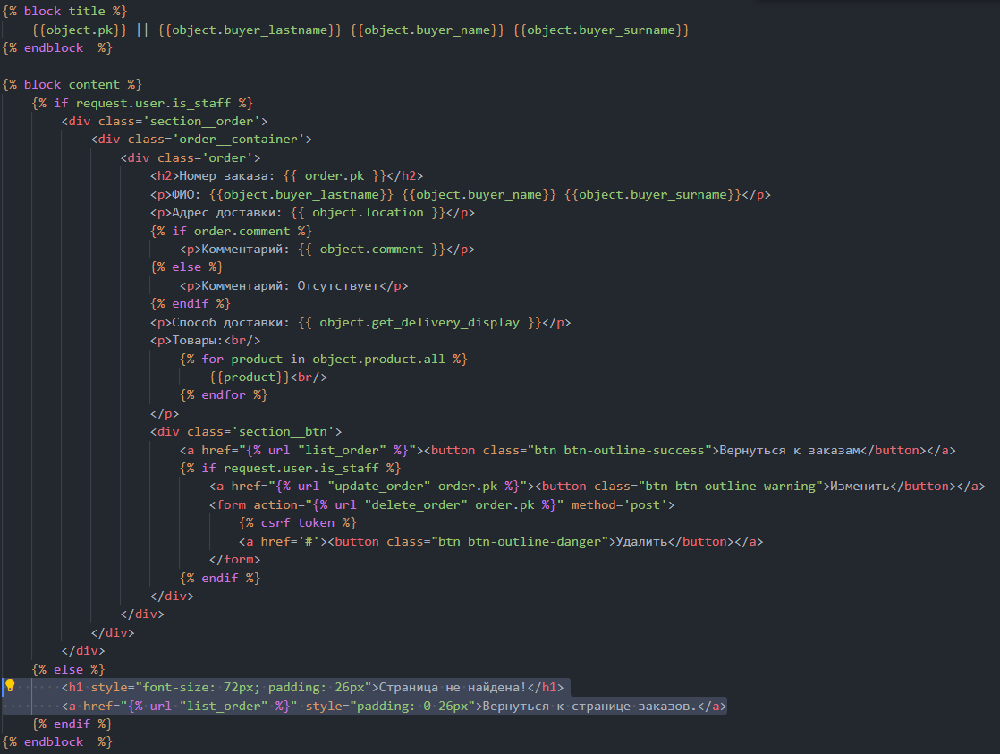 {% block title %}
{{object.pk}} || {{object.buyer_lastname}} {{object.buyer_name}} {{object.buyer_surname}}
{% endblock  %}
{% block content %}
{% if request.user.is_staff %}
<div class='section__order'>
<div class='order__container'>
<div class='order'>
<h2>Номер заказа: {{ order.pk }}</h2>
<p>ФИО: {{object.buyer_lastname}} {{object.buyer_name}} {{object.buyer_surname}}</p>
<p>Адрес доставки: {{ object.location }}</p>
{% if order.comment %}
<p>Комментарий: {{ object.comment }}</p>
{% else %}
<p>Комментарий: Отсутствует</p>
{% endif %}
<p>Способ доставки: {{ object.get_delivery_display }}</p>
<p>Товары:<br/>
{% for product in object.product.all %}
{{product}}<br/>
{% endfor %}
</p>
<div class='section__btn'>
<a href="{% url "list_order" %}"><button class="btn btn-outline-success">Вернуться к заказам</button></a>
{% if request.user.is_staff %}
<a href="{% url "update_order" order.pk %}"><button class="btn btn-outline-warning">Изменить</button></a>
<form action="{% url "delete_order" order.pk %}" method='post'>
{% csrf_token %}
<a href='#'><button class="btn btn-outline-danger">Удалить</button></a>
</form>
{% endif %}
</div>
</div>
</div>
</div>
{% else %}
<h1 style="font-size: 72px; padding: 26px">Страница не найдена!</h1>
<a href="{% url "list_order" %}" style="padding: 0 26px">Вернуться к странице заказов.</a>
{% endif %}
{% endblock  %}